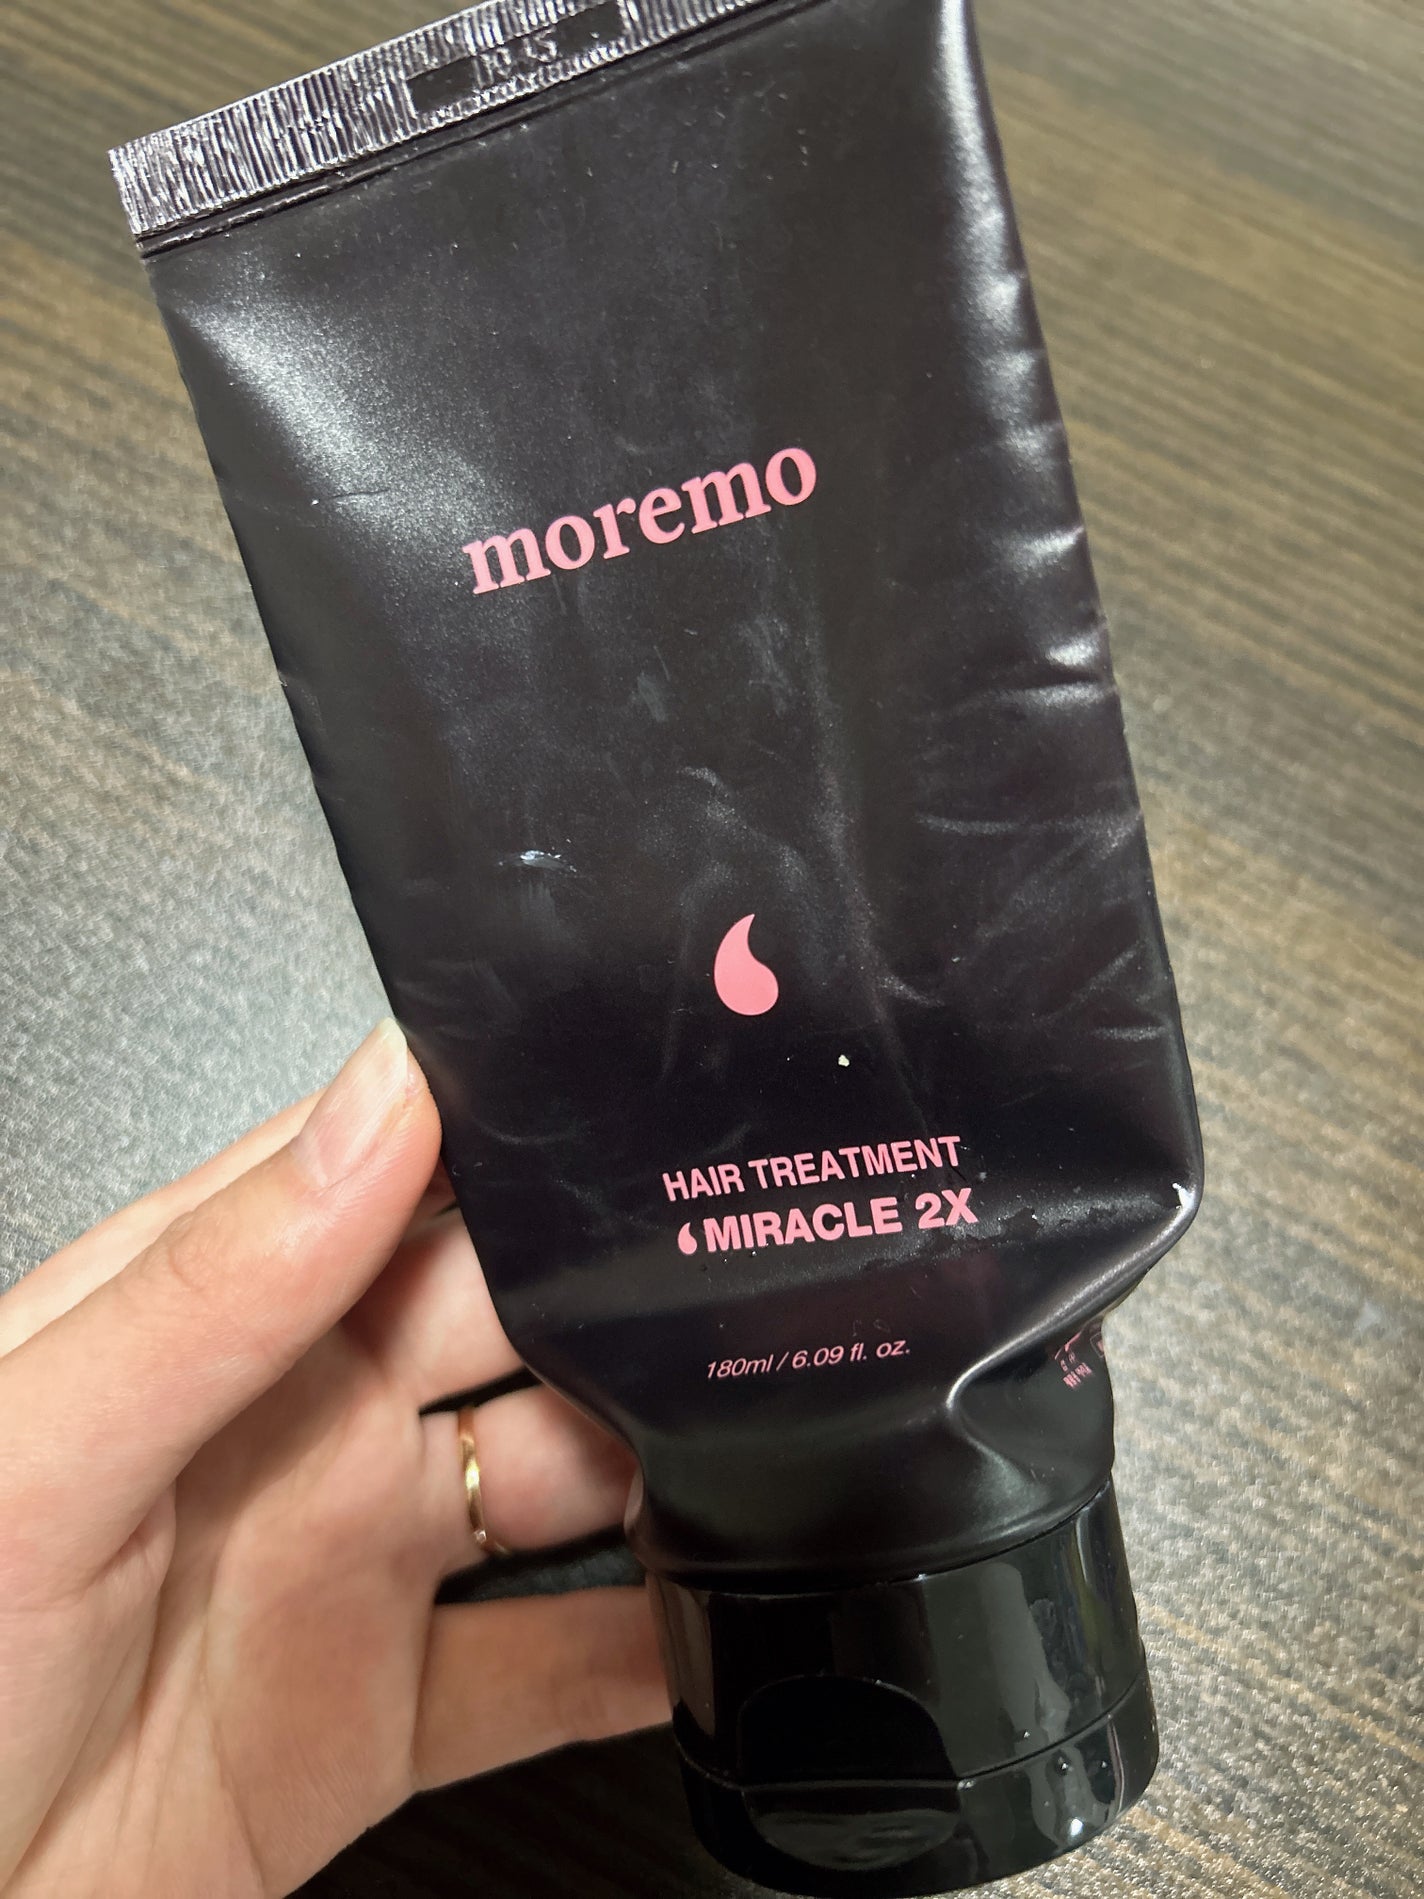 moremo
HAIR TREATMENT
MIRACLE 2X
180ml / 6.09 fl. oz.